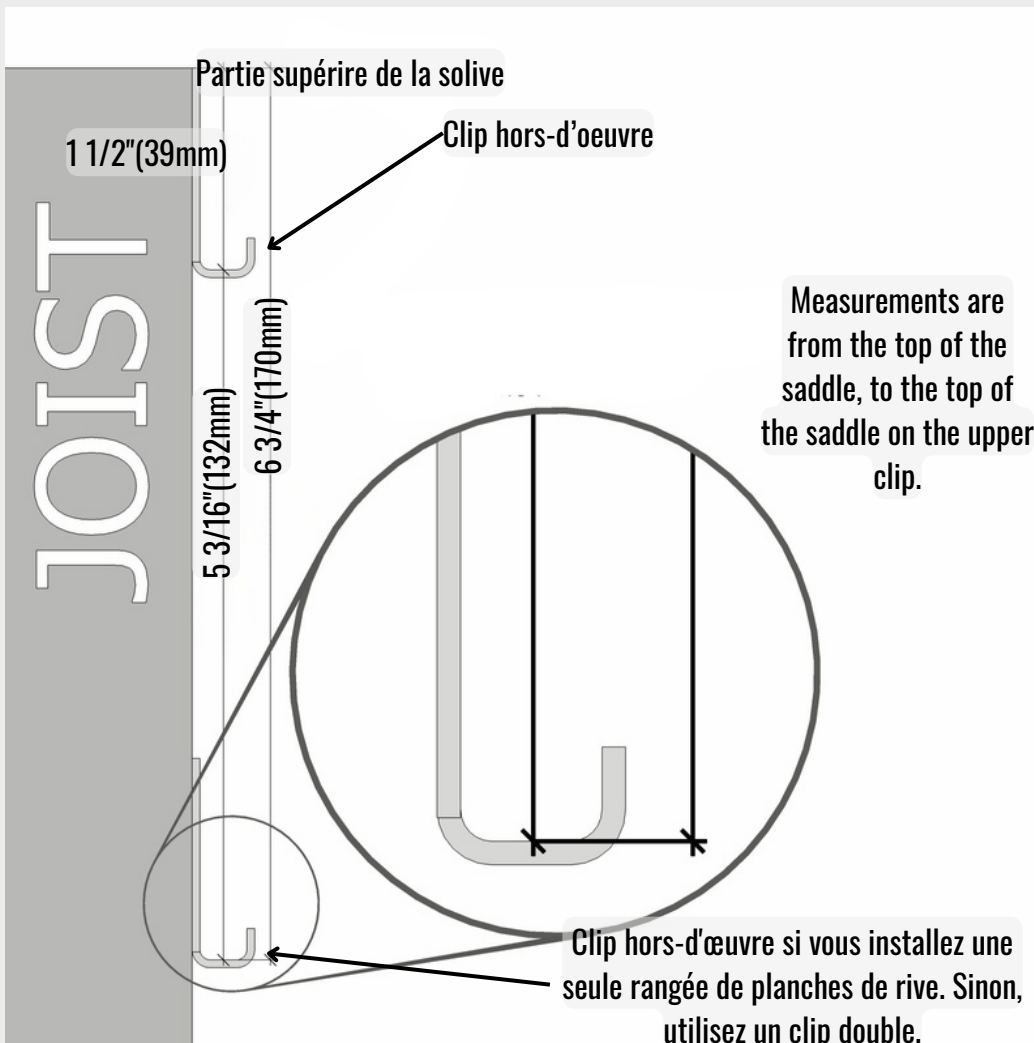 Partie supérire de la solive
1 1/2"(39mm)
Clip hors-d’oeuvre
JOIST
5 3/16"(132mm)
6 3/4"(170mm)
Measurements are
from the top of the
saddle, to the top of
the saddle on the upper
clip.
Clip hors-d'œuvre si vous installez une
seule rangée de planches de rive. Sinon,
utilisez un clip double.